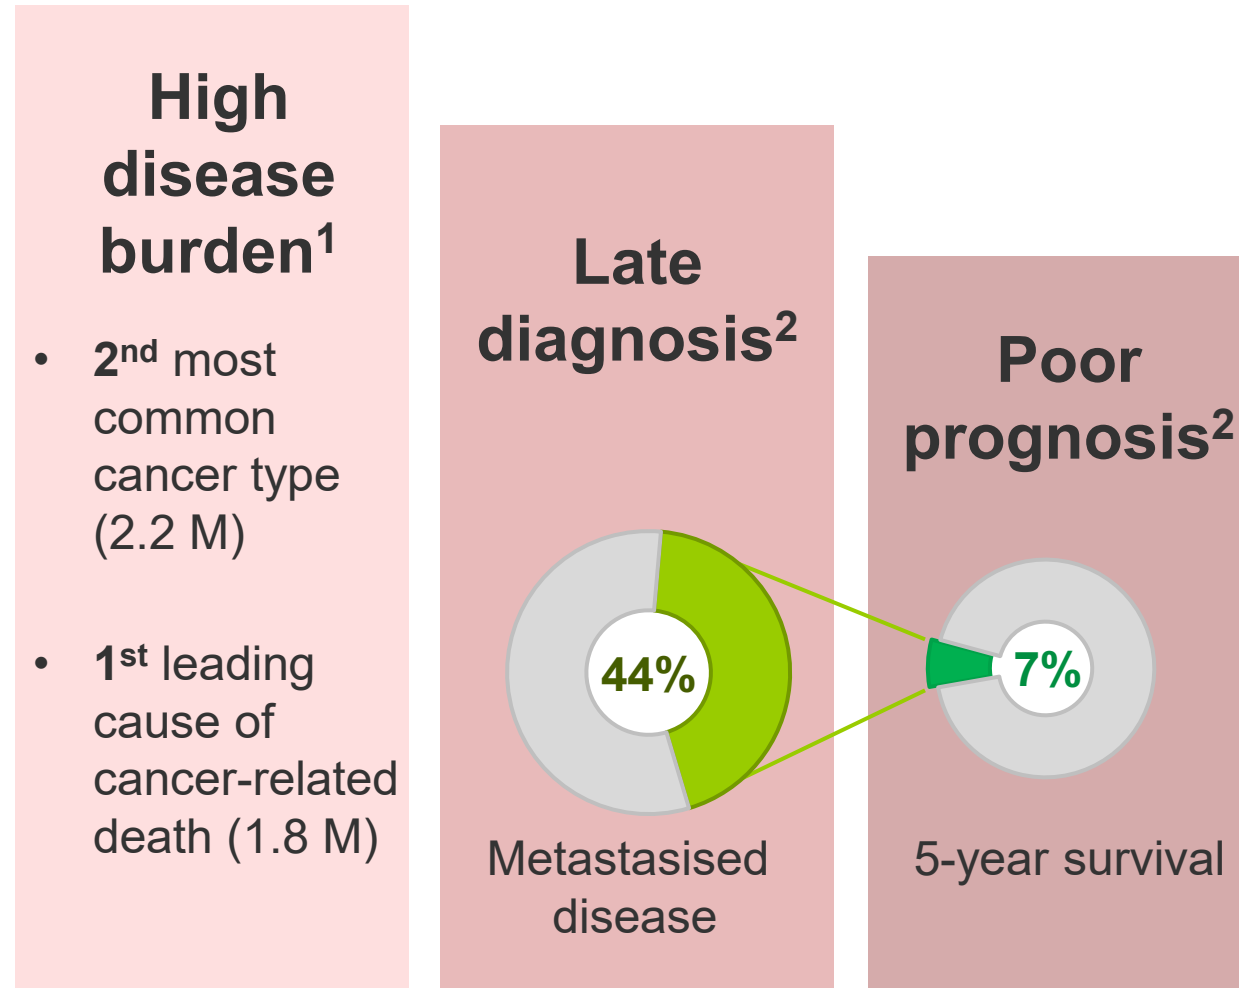 High
disease
burden¹
• 2ⁿᵈ most
common
cancer type
(2.2 M)
• 1ˢᵗ leading
cause of
cancer-related
death (1.8 M)
Late
diagnosis²
44%
Metastasised
disease
Poor
prognosis²
7%
5-year survival